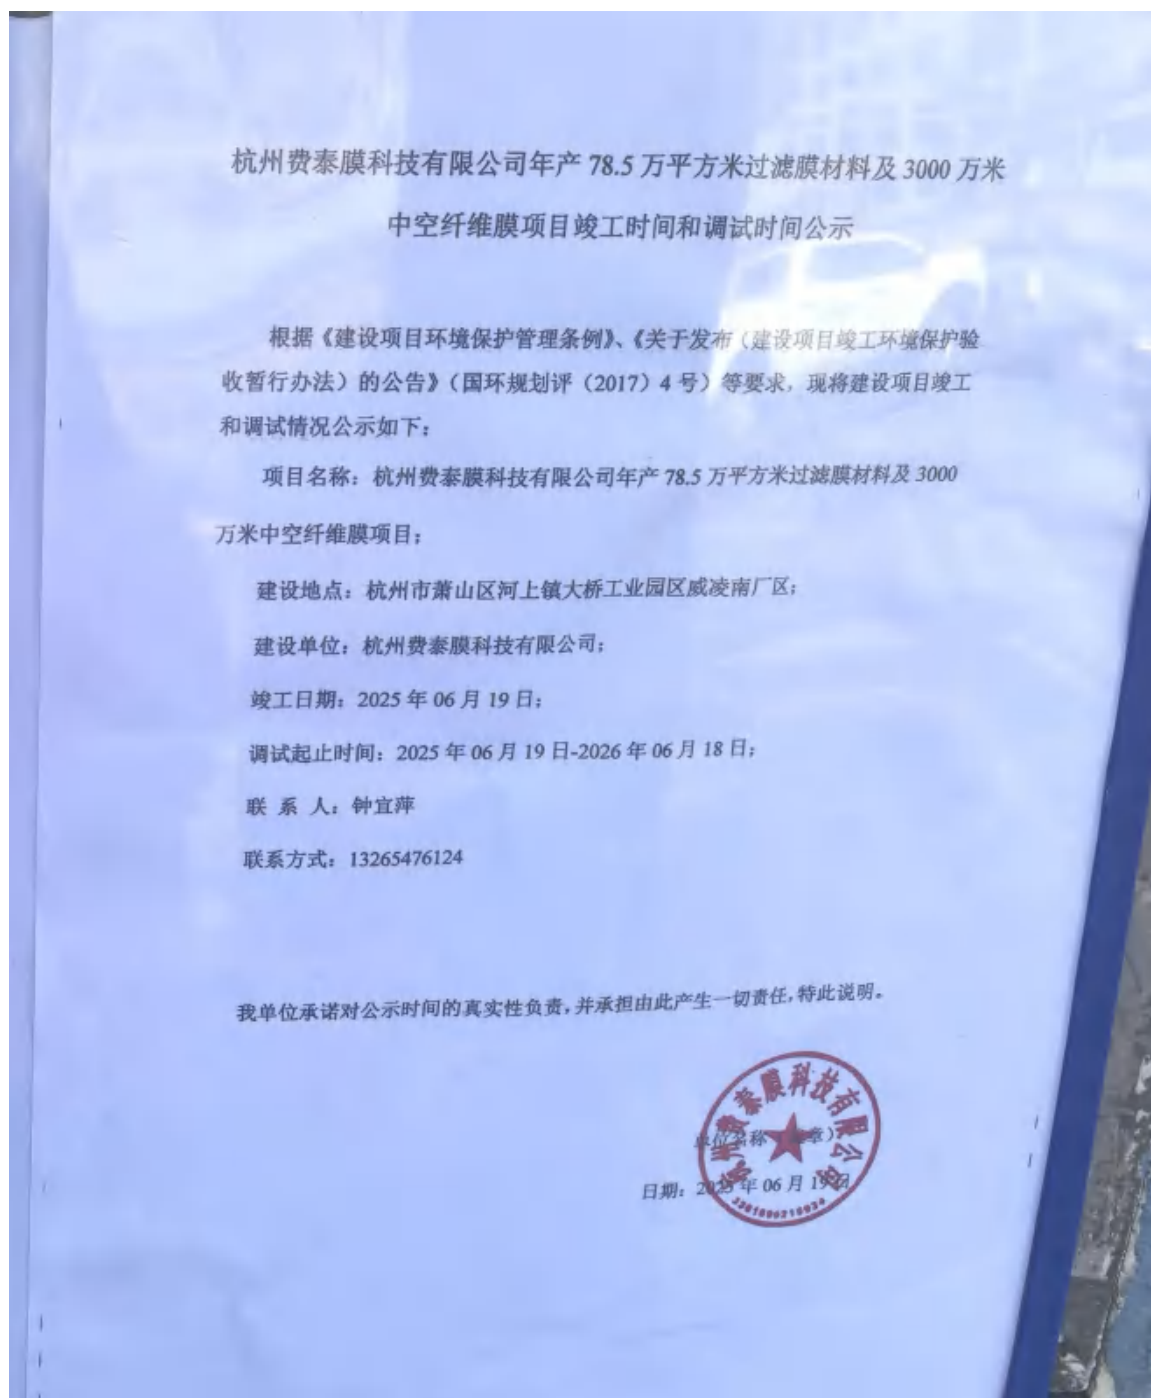 杭州费泰膜科技有限公司年产 78.5 万平方米过滤膜材料及 3000 万米
中空纤维膜项目竣工时间和调试时间公示
根据《建设项目环境保护管理条例》、《关于发布（建设项目竣工环境保护验
收暂行办法）的公告》（国环规划评（2017）4 号）等要求，现将建设项目竣工
和调试情况公示如下：
项目名称：杭州费泰膜科技有限公司年产 78.5 万平方米过滤膜材料及 3000
万米中空纤维膜项目；
建设地点：杭州市萧山区河上镇大桥工业园区威凌南厂区；
建设单位：杭州费泰膜科技有限公司；
竣工日期：2025 年 06 月 19 日；
调试起止时间：2025 年 06 月 19 日-2026 年 06 月 18 日；
联 系 人：钟宜萍
联系方式：13265476124
我单位承诺对公示时间的真实性负责，并承担由此产生一切责任，特此说明。
杭州费泰膜科技有限公司
单位名称（盖章）
日期：2025 年 06 月 19 日